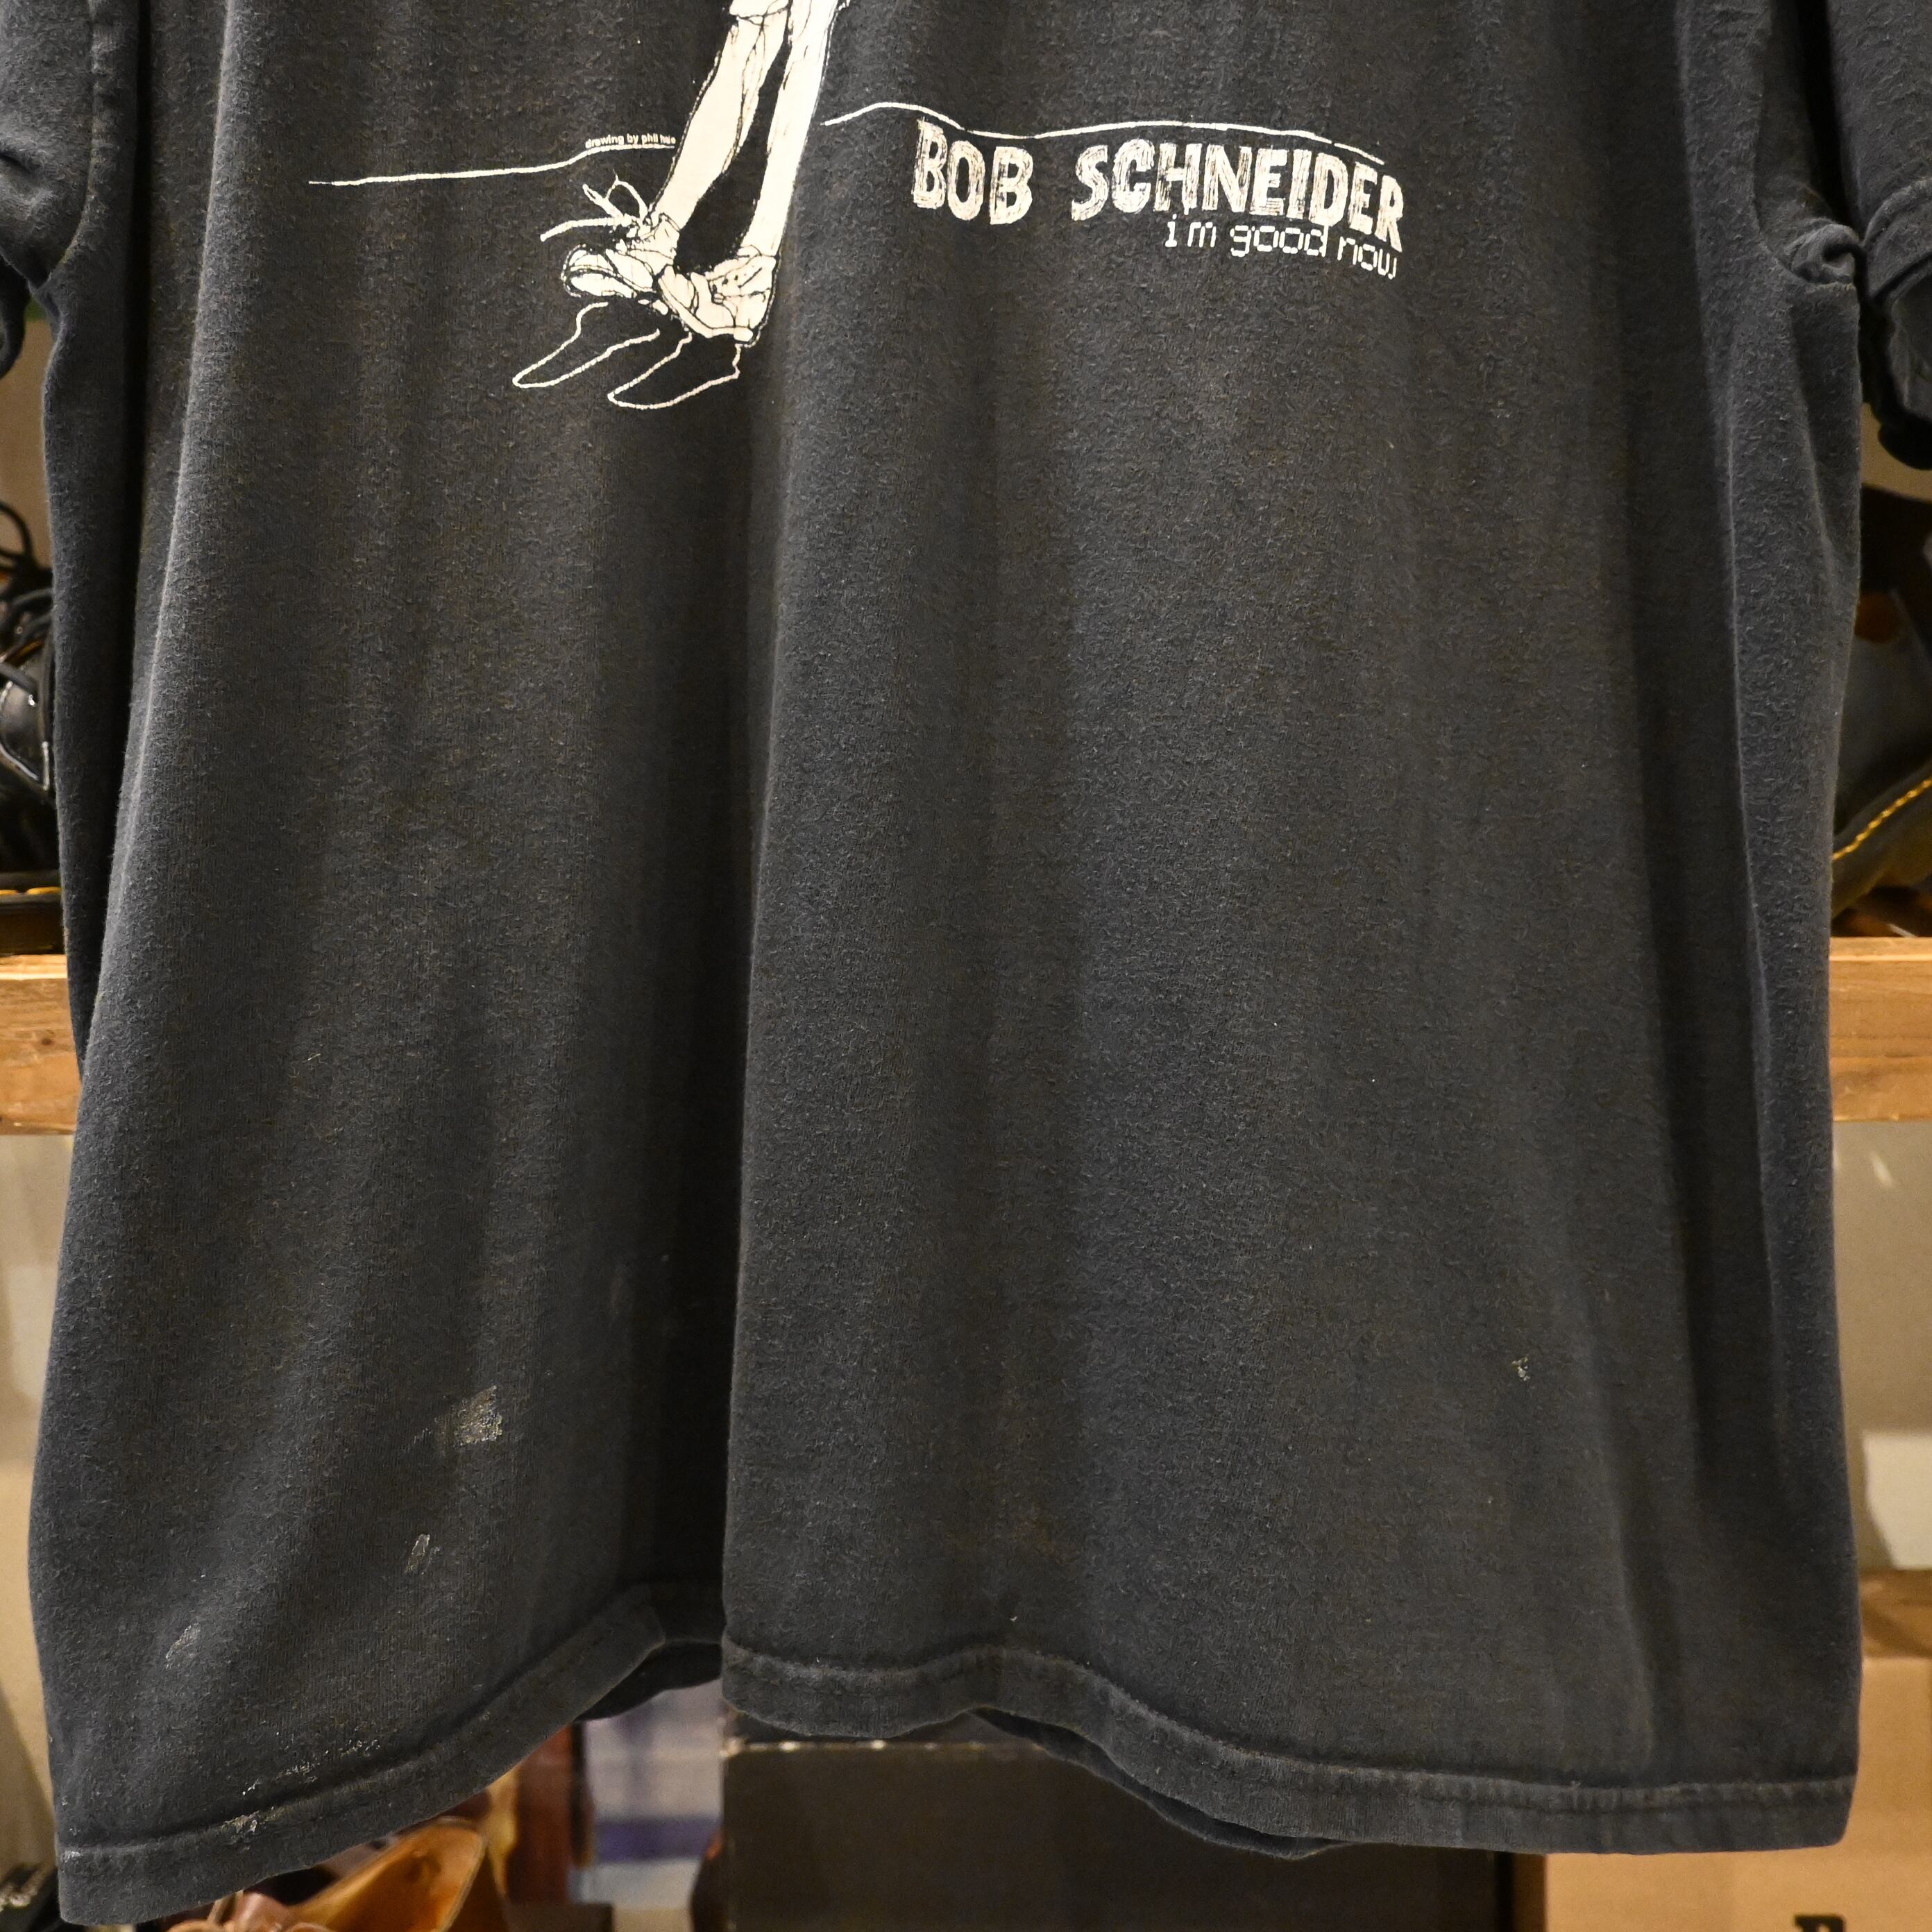 drawing by phil hale
BOB SCHNEIDER
i'm good now